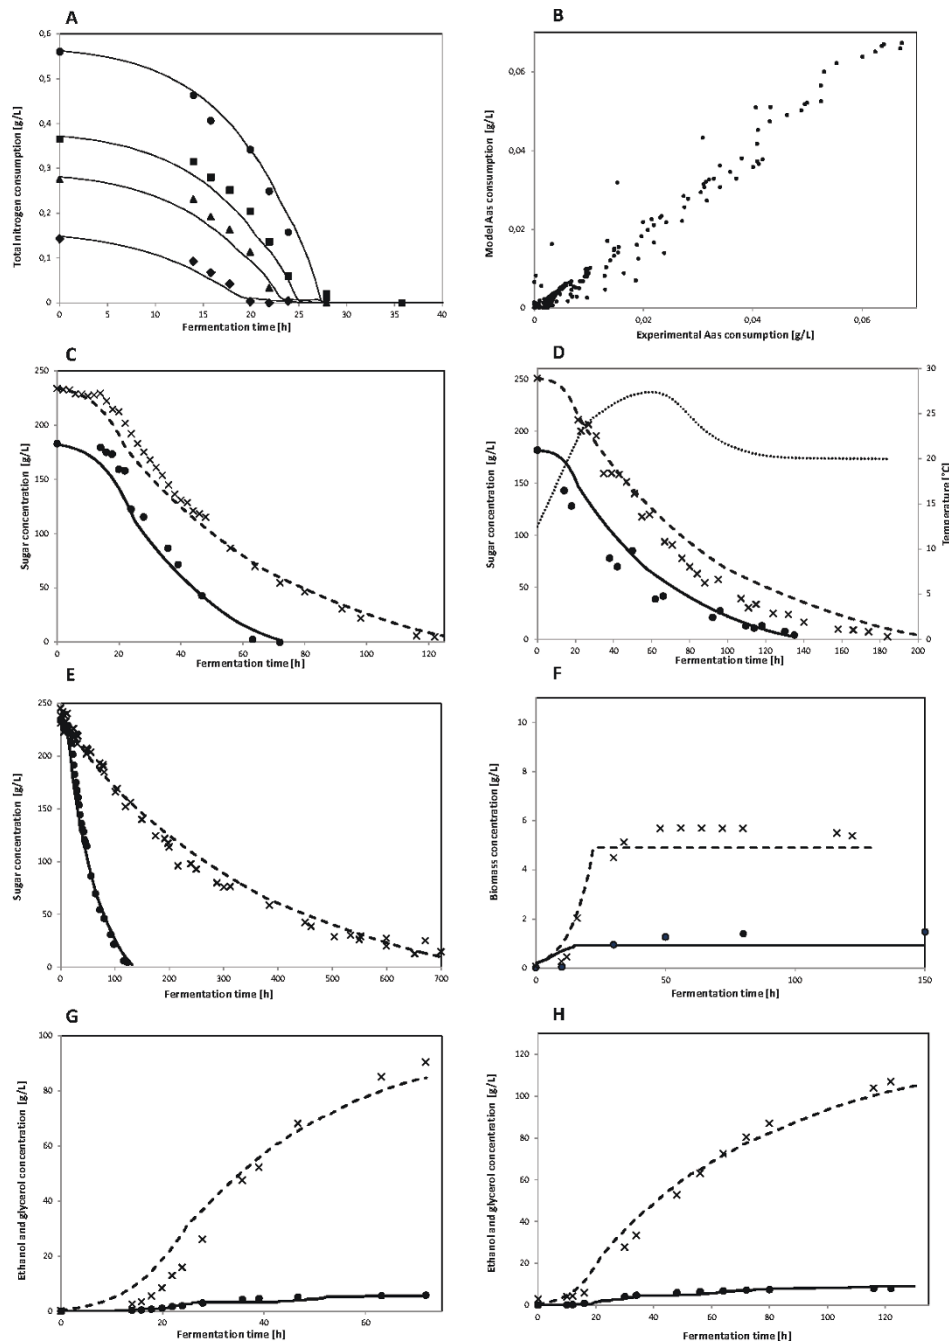 A
Total nitrogen consumption [g/L]
0,6
0,5
0,4
0,3
0,2
0,1
0
0 5 10 15 20 25 30 35 40
Fermentation time [h]
B
Model Aas consumption [g/L]
0,06
0,04
0,02
0
0 0,02 0,04 0,06
Experimental Aas consumption [g/L]
C
Sugar concentration [g/L]
250
200
150
100
50
0
0 20 40 60 80 100 120
Fermentation time [h]
D
Sugar concentration [g/L]
250
200
150
100
50
0
0 20 40 60 80 100 120 140 160 180 200
Fermentation time [h]
30
25
20
15
10
5
0
Temperature [°C]
E
Sugar concentration [g/L]
250
200
150
100
50
0
0 100 200 300 400 500 600 700
Fermentation time [h]
F
Biomass concentration [g/L]
10
8
6
4
2
0
0 50 100 150
Fermentation time [h]
G
Ethanol and glycerol concentration [g/L]
100
80
60
40
20
0
0 20 40 60
Fermentation time [h]
H
Ethanol and glycerol concentration [g/L]
120
100
80
60
40
20
0
0 20 40 60 80 100 120
Fermentation time [h]